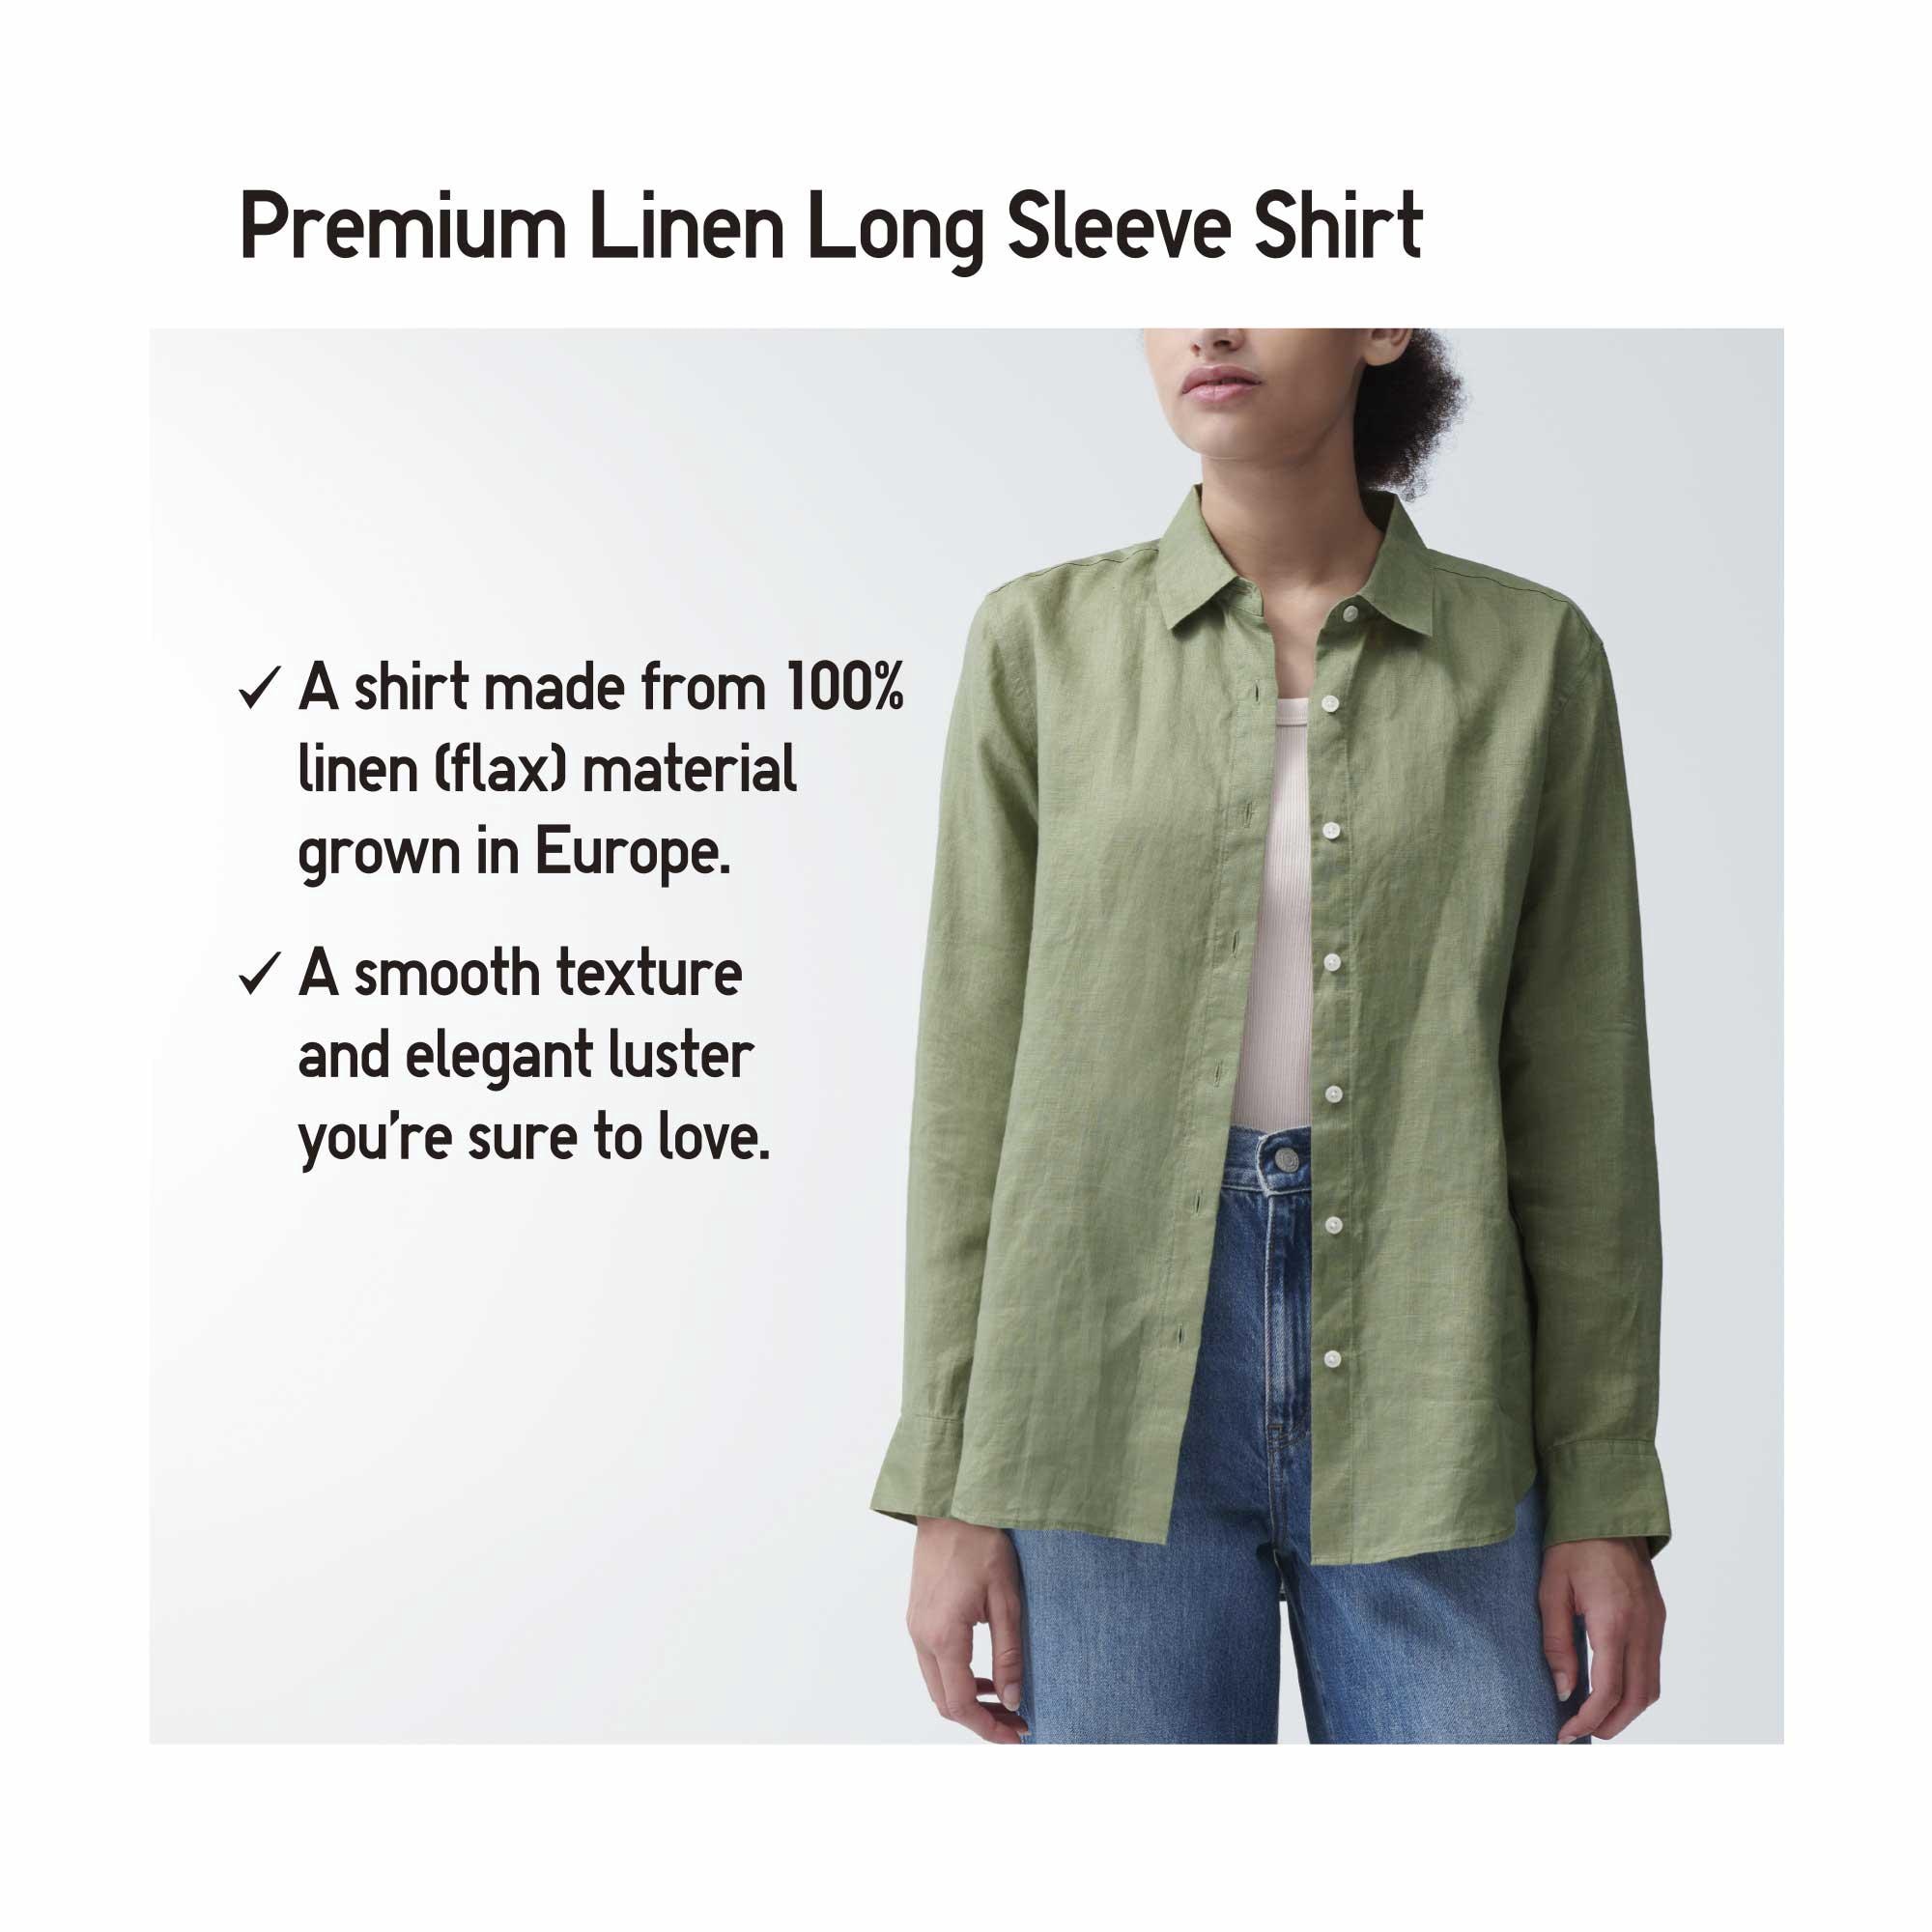 Premium Linen Long Sleeve Shirt
✓ A shirt made from 100%
linen (flax) material
grown in Europe.
✓ A smooth texture
and elegant luster
you're sure to love.